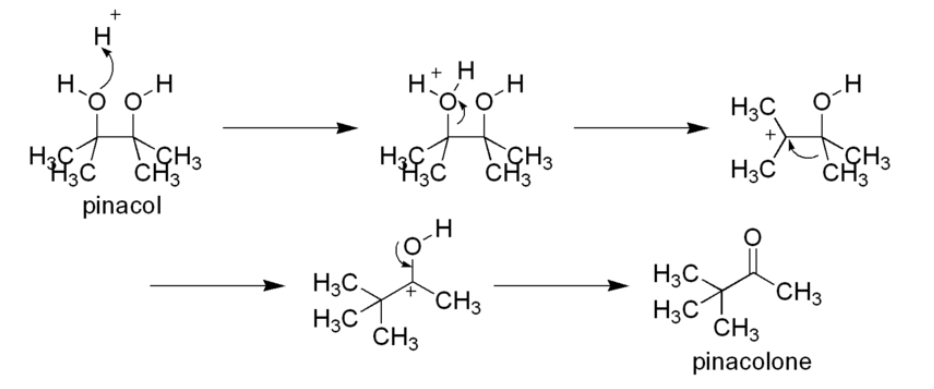 +
H
H H
O O
H₃C CH₃
H₃C CH₃
pinacol
H + H H
O O
H₃C CH₃
H₃C CH₃
H
H₃C O
+
H₃C CH₃
CH₃
H
O
H₃C
+ CH₃
H₃C
CH₃
O
H₃C
CH₃
H₃C
CH₃
pinacolone